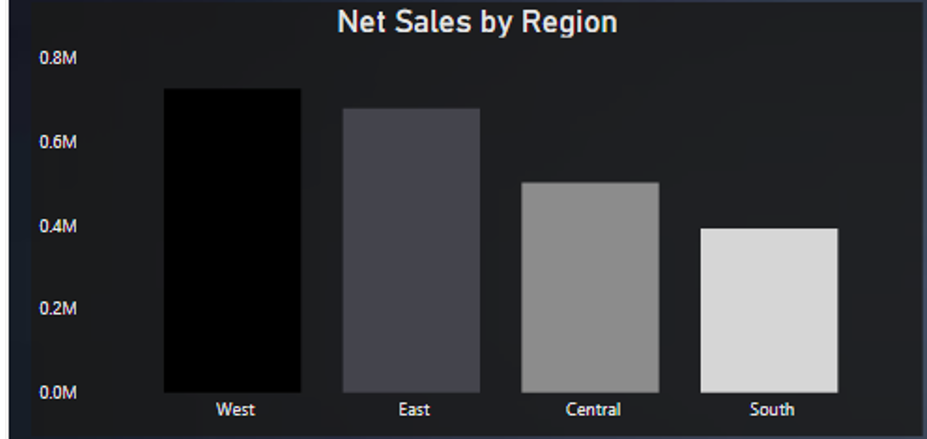 Net Sales by Region
0.8M
0.6M
0.4M
0.2M
0.0M
West East Central South